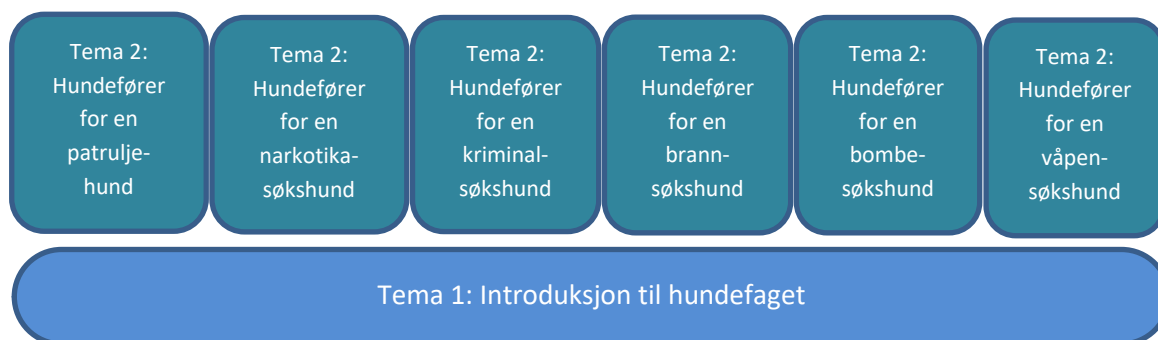 Tema 2:
Hundefører
for en
patrulje-
hund
Tema 2:
Hundefører
for en
narkotika-
søkshund
Tema 2:
Hundefører
for en
kriminal-
søkshund
Tema 2:
Hundefører
for en
brann-
søkshund
Tema 2:
Hundefører
for en
bombe-
søkshund
Tema 2:
Hundefører
for en
våpen-
søkshund
Tema 1: Introduksjon til hundefaget